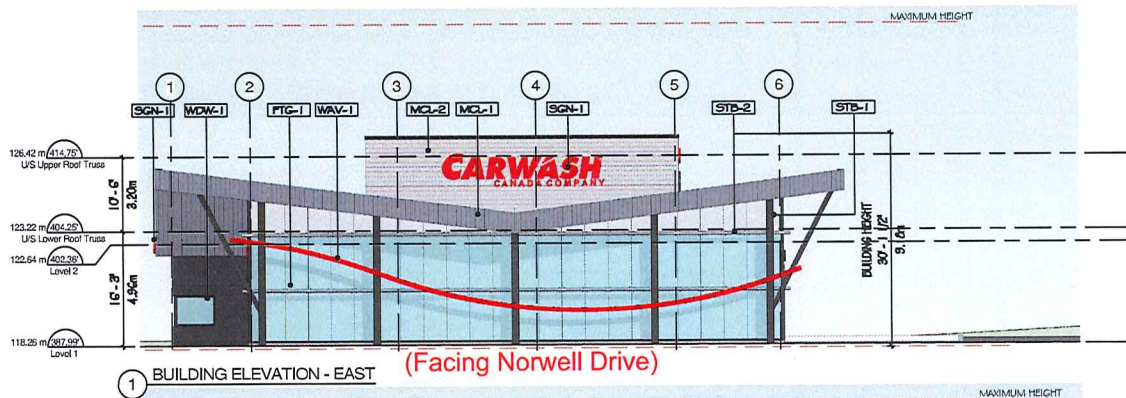 MAXIMUM HEIGHT
1 2 3 4 5 6
SGN-1 WDW-1 FTG-1 WAV-1 MCL-2 MCL-1 SGN-1 STB-2 STB-1
126.42 m 414.75'
U/S Upper Roof Truss
CARWASH
CANADA COMPANY
10'-6"
3.20m
123.22 m 404.25'
U/S Lower Roof Truss
122.64 m 402.36'
Level 2
BUILDING HEIGHT
30'-1 1/2"
16'-3"
4.96m
118.25 m 387.99'
Level 1
(Facing Norwell Drive)
1 BUILDING ELEVATION - EAST
MAXIMUM HEIGHT